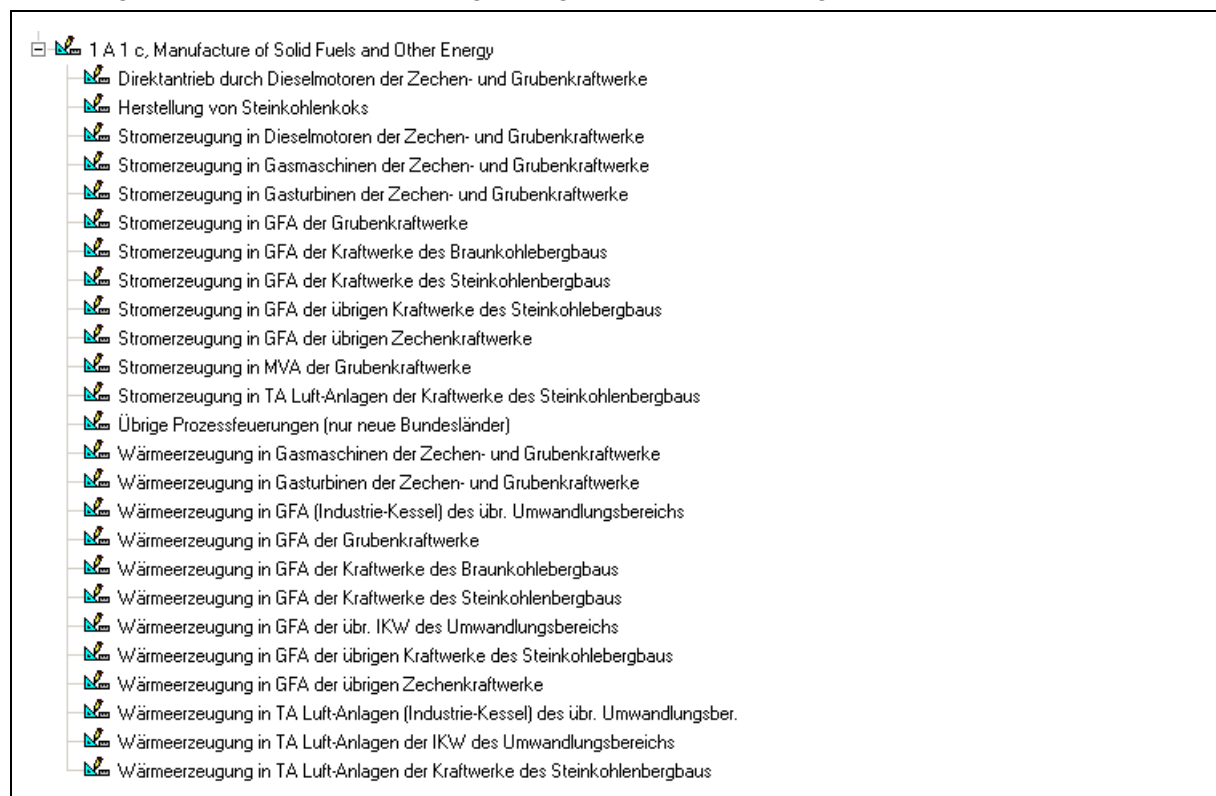 1 A 1 c, Manufacture of Solid Fuels and Other Energy
Direktantrieb durch Dieselmotoren der Zechen- und Grubenkraftwerke
Herstellung von Steinkohlenkoks
Stromerzeugung in Dieselmotoren der Zechen- und Grubenkraftwerke
Stromerzeugung in Gasmaschinen der Zechen- und Grubenkraftwerke
Stromerzeugung in Gasturbinen der Zechen- und Grubenkraftwerke
Stromerzeugung in GFA der Grubenkraftwerke
Stromerzeugung in GFA der Kraftwerke des Braunkohlebergbaus
Stromerzeugung in GFA der Kraftwerke des Steinkohlenbergbaus
Stromerzeugung in GFA der übrigen Kraftwerke des Steinkohlebergbaus
Stromerzeugung in GFA der übrigen Zechenkraftwerke
Stromerzeugung in MVA der Grubenkraftwerke
Stromerzeugung in TA Luft-Anlagen der Kraftwerke des Steinkohlenbergbaus
Übrige Prozessfeuerungen (nur neue Bundesländer)
Wärmeerzeugung in Gasmaschinen der Zechen- und Grubenkraftwerke
Wärmeerzeugung in Gasturbinen der Zechen- und Grubenkraftwerke
Wärmeerzeugung in GFA (Industrie-Kessel) des übr. Umwandlungsbereichs
Wärmeerzeugung in GFA der Grubenkraftwerke
Wärmeerzeugung in GFA der Kraftwerke des Braunkohlebergbaus
Wärmeerzeugung in GFA der Kraftwerke des Steinkohlenbergbaus
Wärmeerzeugung in GFA der übr. IKW des Umwandlungsbereichs
Wärmeerzeugung in GFA der übrigen Kraftwerke des Steinkohlebergbaus
Wärmeerzeugung in GFA der übrigen Zechenkraftwerke
Wärmeerzeugung in TA Luft-Anlagen (Industrie-Kessel) des übr. Umwandlungsber.
Wärmeerzeugung in TA Luft-Anlagen der IKW des Umwandlungsbereichs
Wärmeerzeugung in TA Luft-Anlagen der Kraftwerke des Steinkohlenbergbaus